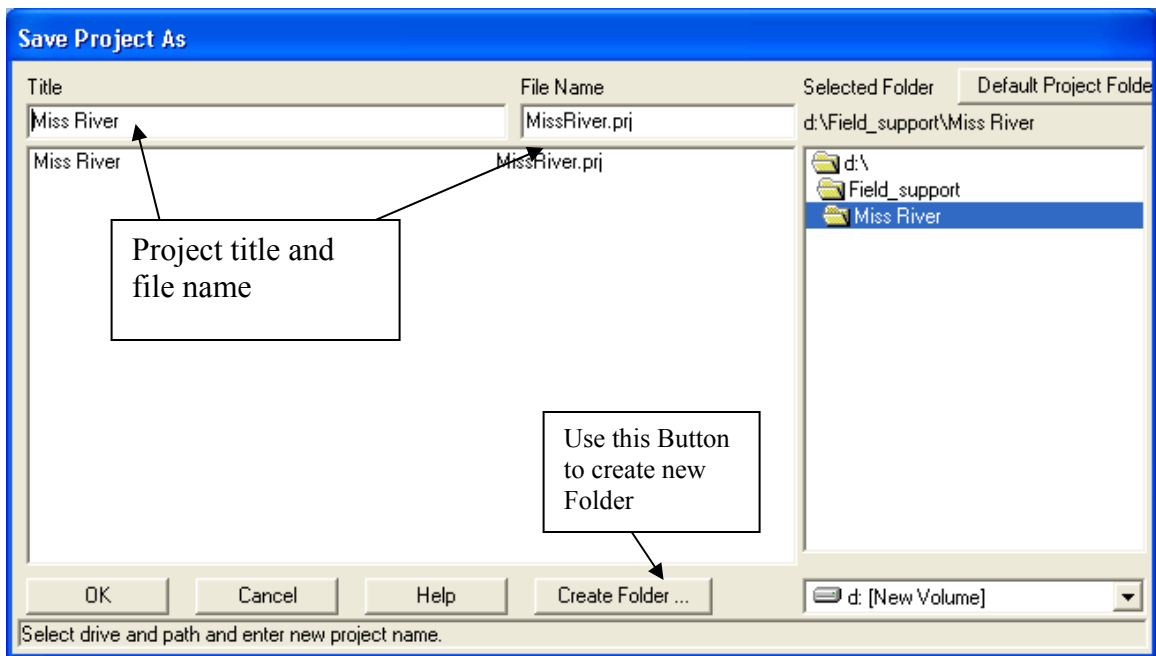 Save Project As
Title
File Name
Selected Folder
Default Project Folde
Miss River
MissRiver.prj
d:\Field_support\Miss River
Miss River
MissRiver.prj
d:\
Field_support
Miss River
Project title and
file name
Use this Button
to create new
Folder
OK
Cancel
Help
Create Folder ...
d: [New Volume]
Select drive and path and enter new project name.